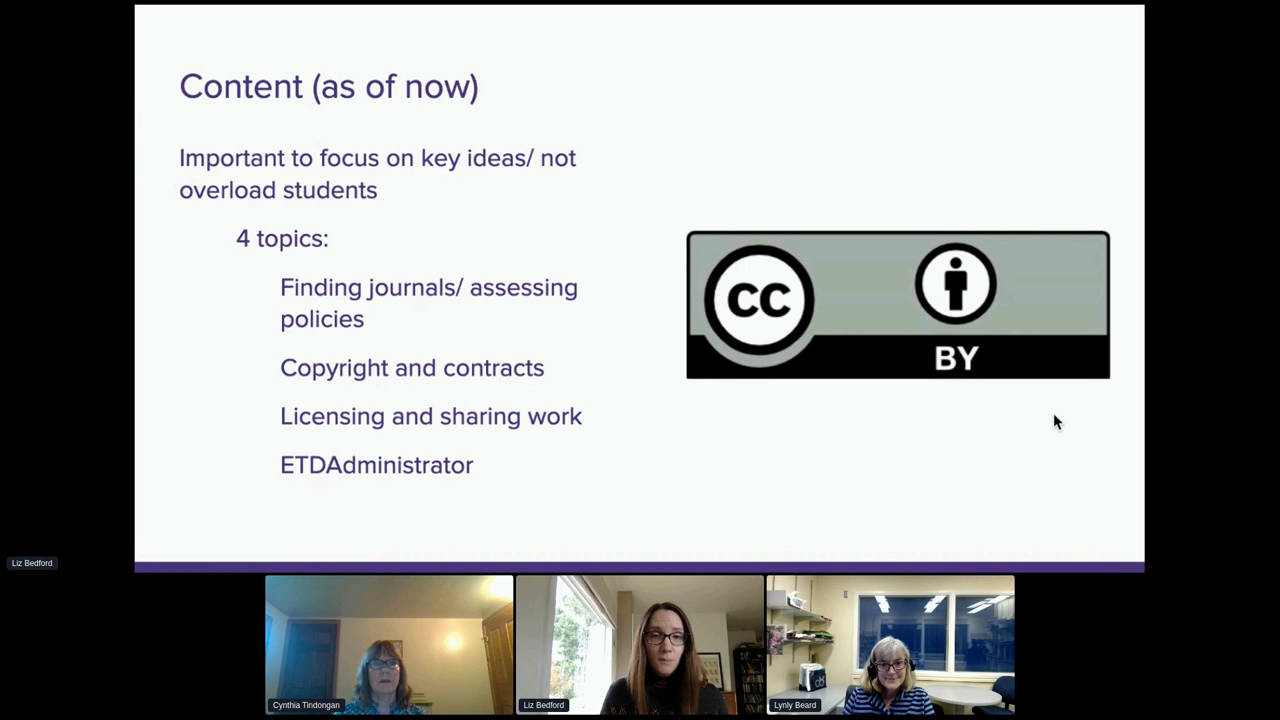 Content (as of now)
Important to focus on key ideas/ not
overload students
4 topics:
Finding journals/ assessing
policies
Copyright and contracts
Licensing and sharing work
ETDAdministrator
CC
BY
Liz Bedford
Cynthia Tindongan
Liz Bedford
Lynly Beard